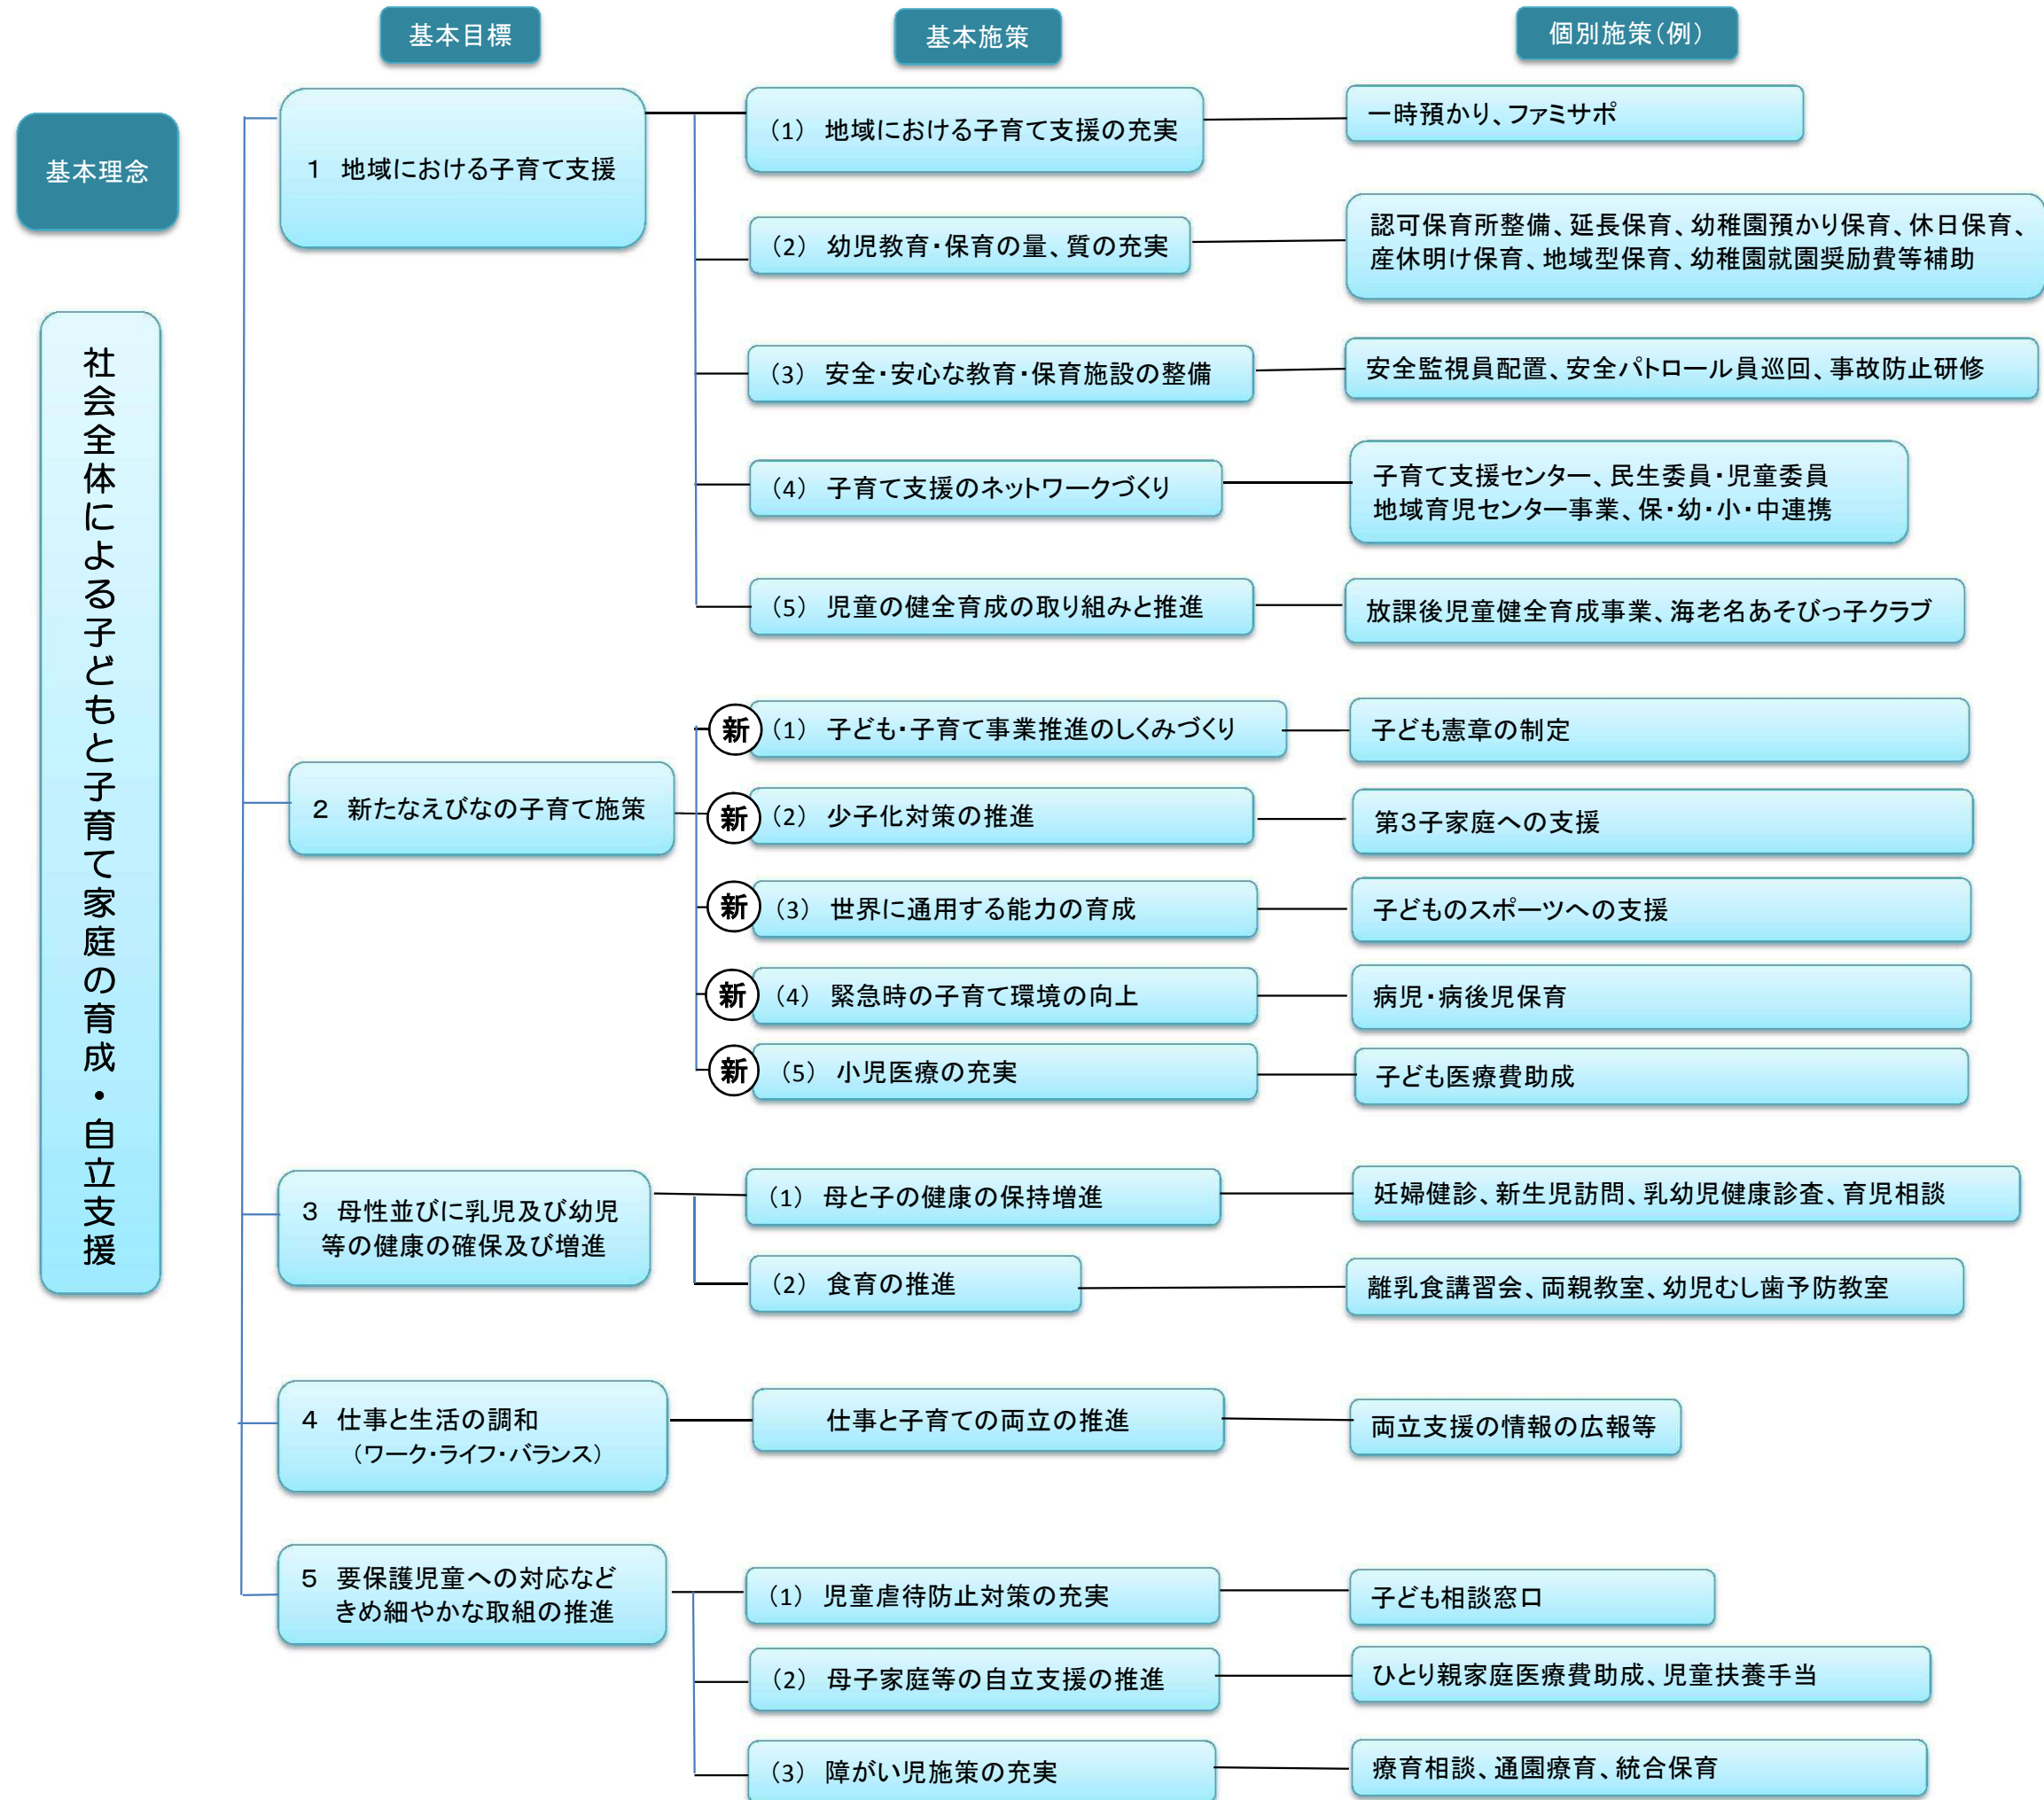 基本目標
基本施策
個別施策(例)
基本理念
社会全体による子どもと子育て家庭の育成・自立支援
1 地域における子育て支援
(1) 地域における子育て支援の充実
一時預かり、ファミサポ
(2) 幼児教育・保育の量、質の充実
認可保育所整備、延長保育、幼稚園預かり保育、休日保育、
産休明け保育、地域型保育、幼稚園就園奨励費等補助
(3) 安全・安心な教育・保育施設の整備
安全監視員配置、安全パトロール員巡回、事故防止研修
(4) 子育て支援のネットワークづくり
子育て支援センター、民生委員・児童委員
地域育児センター事業、保・幼・小・中連携
(5) 児童の健全育成の取り組みと推進
放課後児童健全育成事業、海老名あそびっ子クラブ
2 新たなえびなの子育て施策
新 (1) 子ども・子育て事業推進のしくみづくり
子ども憲章の制定
新 (2) 少子化対策の推進
第3子家庭への支援
新 (3) 世界に通用する能力の育成
子どものスポーツへの支援
新 (4) 緊急時の子育て環境の向上
病児・病後児保育
新 (5) 小児医療の充実
子ども医療費助成
3 母性並びに乳児及び幼児
等の健康の確保及び増進
(1) 母と子の健康の保持増進
妊婦健診、新生児訪問、乳幼児健康診査、育児相談
(2) 食育の推進
離乳食講習会、両親教室、幼児むし歯予防教室
4 仕事と生活の調和
(ワーク・ライフ・バランス)
仕事と子育ての両立の推進
両立支援の情報の広報等
5 要保護児童への対応など
きめ細やかな取組の推進
(1) 児童虐待防止対策の充実
子ども相談窓口
(2) 母子家庭等の自立支援の推進
ひとり親家庭医療費助成、児童扶養手当
(3) 障がい児施策の充実
療育相談、通園療育、統合保育